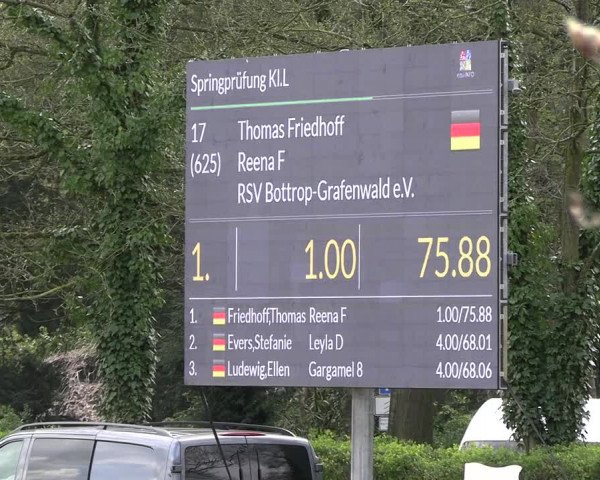 Springprüfung Kl.L
17 Thomas Friedhoff
(625) Reena F
RSV Bottrop-Grafenwald e.V.
1. 1.00 75.88
1. Friedhoff,Thomas Reena F 1.00/75.88
2. Evers,Stefanie Leyla D 4.00/68.01
3. Ludwig,Ellen Gargamel 8 4.00/68.06